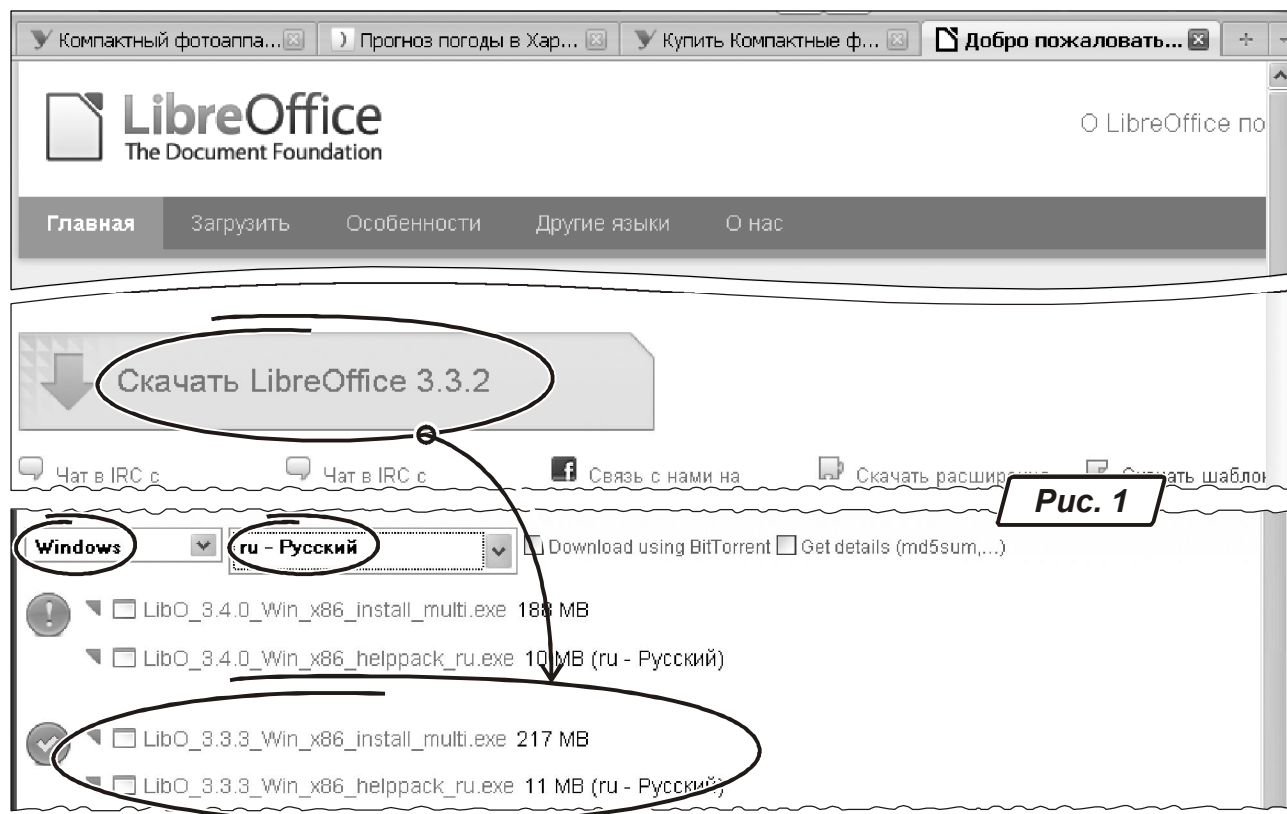 Компактный фотоаппа... Прогноз погоды в Хар... Купить Компактные ф... Добро пожаловать...
LibreOffice
The Document Foundation
О LibreOffice по
Главная Загрузить Особенности Другие языки О нас
Скачать LibreOffice 3.3.2
Чат в IRC с Чат в IRC с Связь с нами на Скачать расширение Скачать шаблон
Рис. 1
Windows ru - Русский Download using BitTorrent Get details (md5sum,...)
LibO_3.4.0_Win_x86_install_multi.exe 188 MB
LibO_3.4.0_Win_x86_helppack_ru.exe 10 MB (ru - Русский)
LibO_3.3.3_Win_x86_install_multi.exe 217 MB
LibO_3.3.3_Win_x86_helppack_ru.exe 11 MB (ru - Русский)